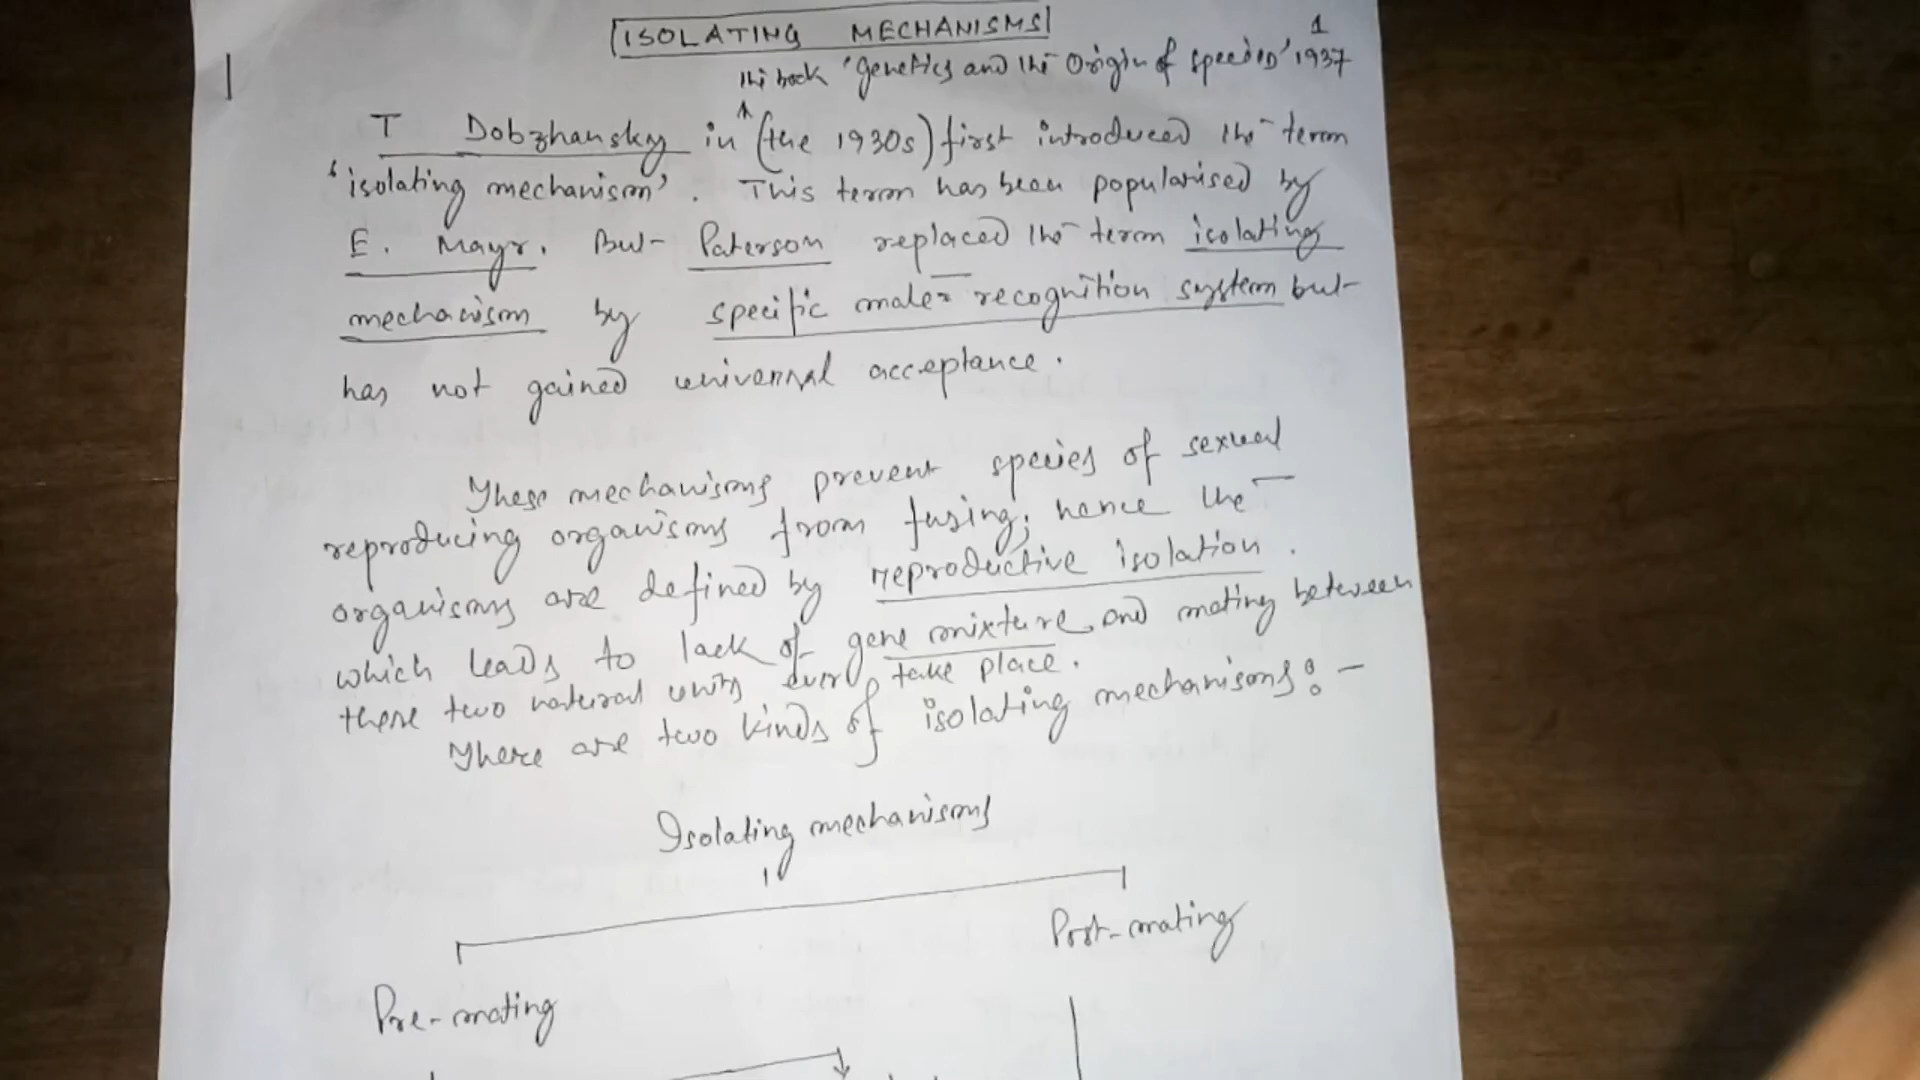 ISOLATING MECHANISMS
1
the book 'Genetics and the Origin of species' 1937
T Dobzhansky in (the 1930s) first introduced the term
'isolating mechanism'. This term has been popularised by
E. Mayr. But Paterson replaced the term isolating
mechanism by specific mate recognition system but
has not gained universal acceptance.
These mechanisms prevent species of sexual
reproducing organisms from fusing; hence the
organisms are defined by reproductive isolation.
which leads to lack of gene mixture and mating between
these two natural units take place.
There are two kinds of isolating mechanisms:-
Isolating mechanisms
Post-mating
Pre-mating